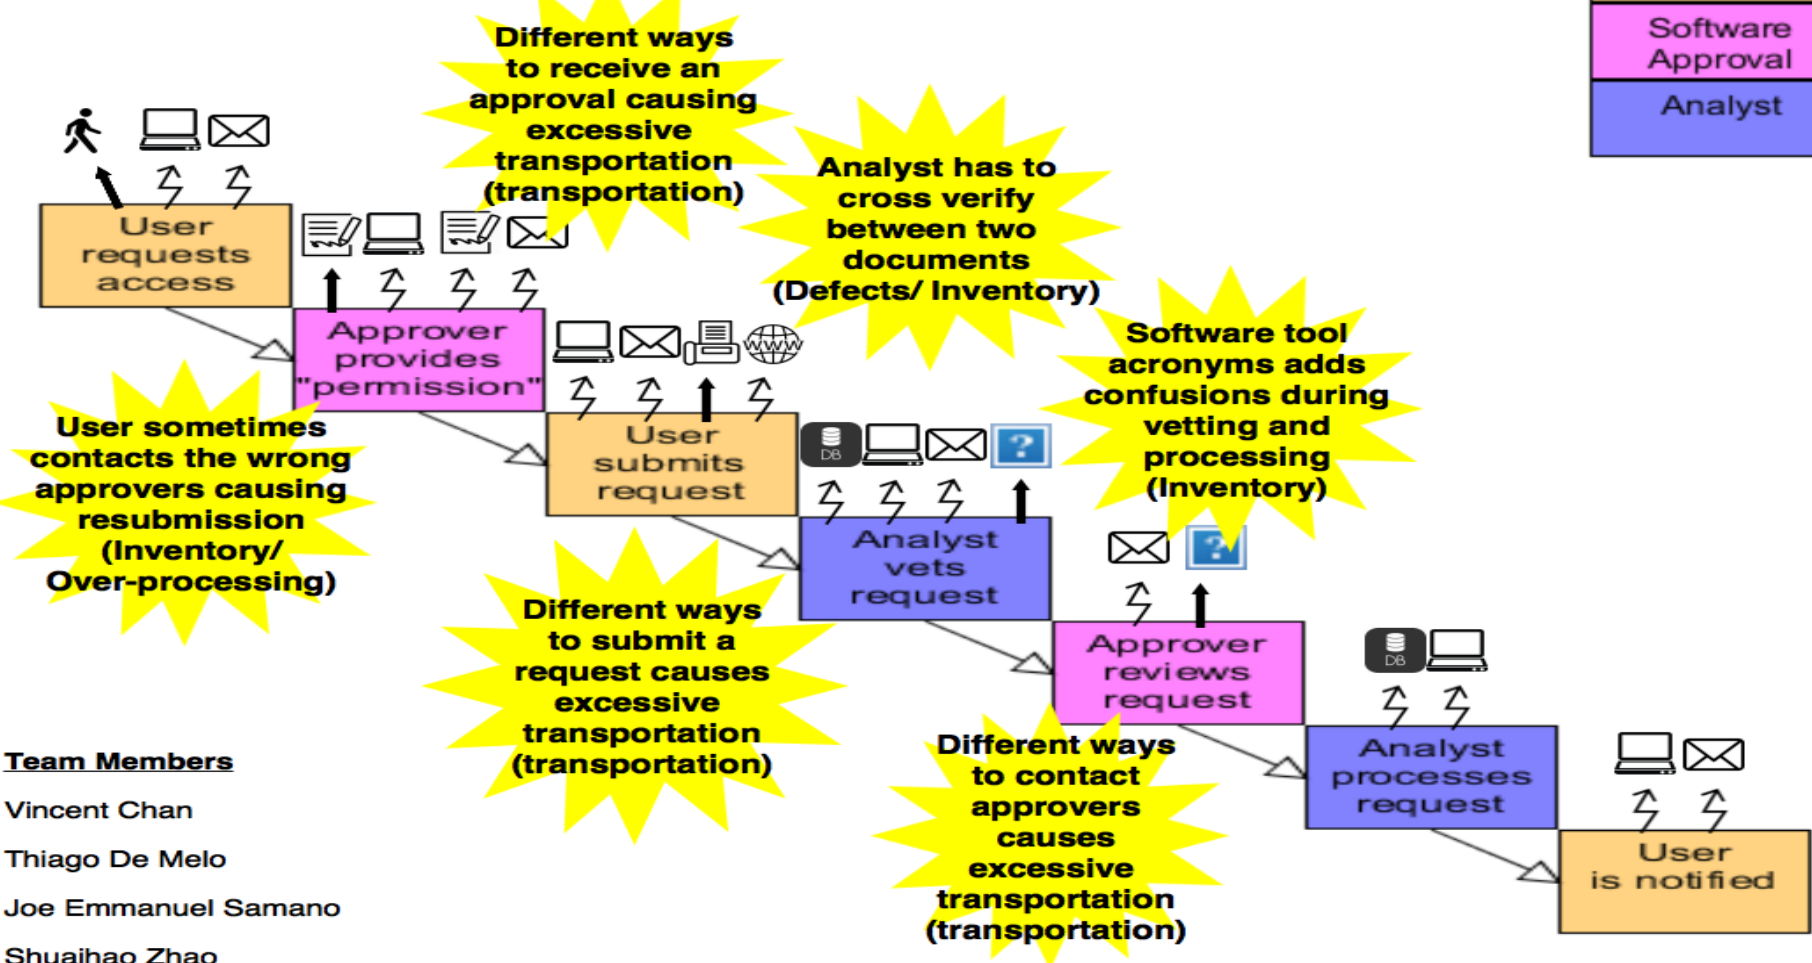 Different ways
to receive an
approval causing
excessive
transportation
(transportation)
Software
Approval
Analyst
Analyst has to
cross verify
between two
documents
(Defects/ Inventory)
User
requests
access
Approver
provides
"permission"
WWW
Software tool
acronyms adds
confusions during
vetting and
processing
(Inventory)
User sometimes
contacts the wrong
approvers causing
resubmission
(Inventory/
Over-processing)
User
submits
request
DB
?
Analyst
vets
request
?
Different ways
to submit a
request causes
excessive
transportation
(transportation)
Approver
reviews
request
DB
Analyst
processes
request
Different ways
to contact
approvers
causes
excessive
transportation
(transportation)
User
is notified
Team Members
Vincent Chan
Thiago De Melo
Joe Emmanuel Samano
Shuaihao Zhao